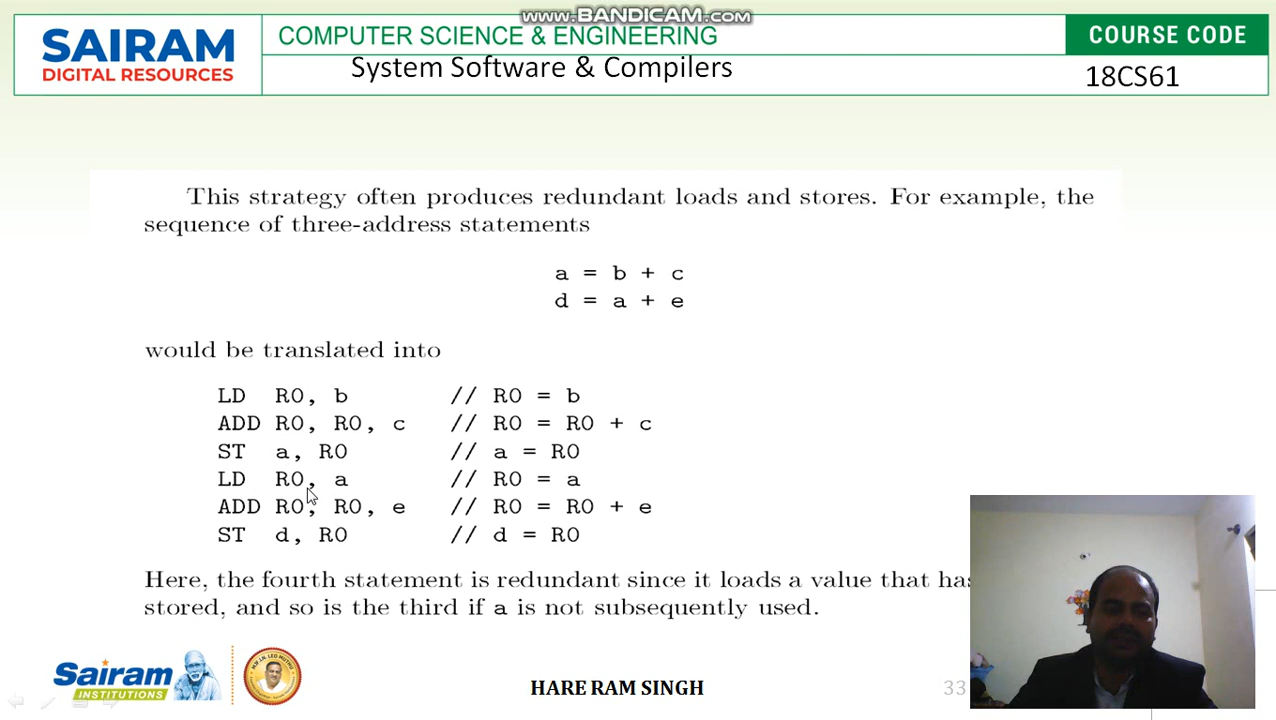 www.BANDICAM.com
SAIRAM
DIGITAL RESOURCES
COMPUTER SCIENCE & ENGINEERING
System Software & Compilers
COURSE CODE
18CS61
This strategy often produces redundant loads and stores. For example, the
sequence of three-address statements
a = b + c
d = a + e
would be translated into
LD R0, b // R0 = b
ADD R0, R0, c // R0 = R0 + c
ST a, R0 // a = R0
LD R0, a // R0 = a
ADD R0, R0, e // R0 = R0 + e
ST d, R0 // d = R0
Here, the fourth statement is redundant since it loads a value that has
stored, and so is the third if a is not subsequently used.
Sairam
INSTITUTIONS
HARE RAM SINGH
33